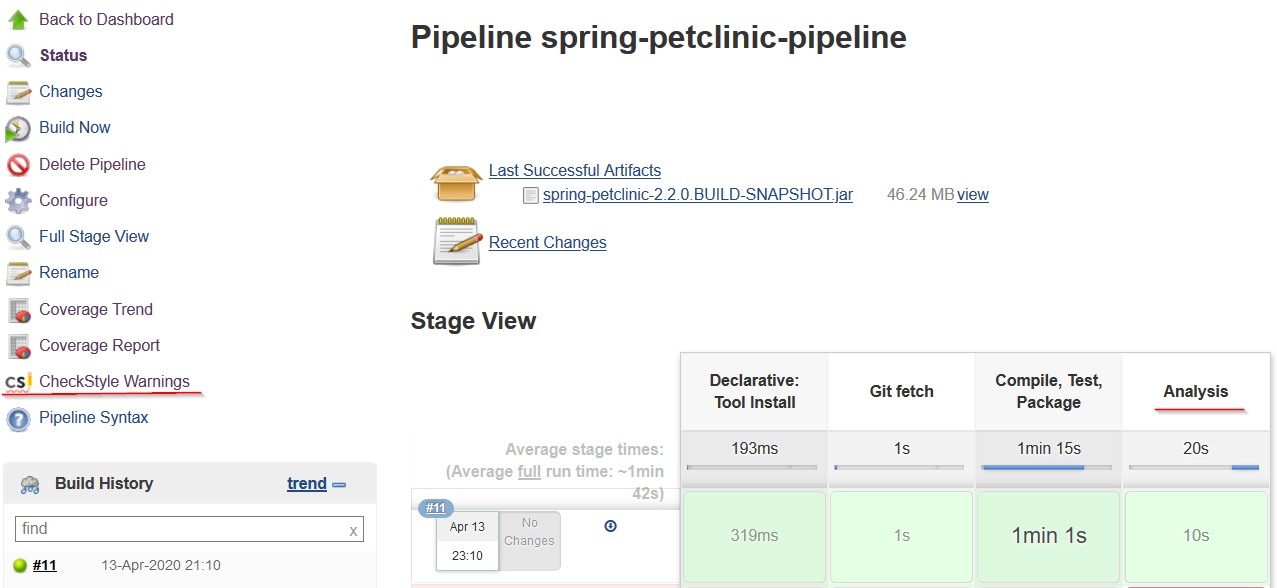 Back to Dashboard
Status
Changes
Build Now
Delete Pipeline
Configure
Full Stage View
Rename
Coverage Trend
Coverage Report
CS! CheckStyle Warnings
Pipeline Syntax
Build History
trend
find
x
#11
13-Apr-2020 21:10
Pipeline spring-petclinic-pipeline
Last Successful Artifacts
spring-petclinic-2.2.0.BUILD-SNAPSHOT.jar 46.24 MB view
Recent Changes
Stage View
Declarative:
Tool Install
Git fetch
Compile, Test,
Package
Analysis
Average stage times:
(Average full run time: ~1min
42s)
193ms
1s
1min 15s
20s
#11
Apr 13
23:10
No
Changes
319ms
1s
1min 1s
10s